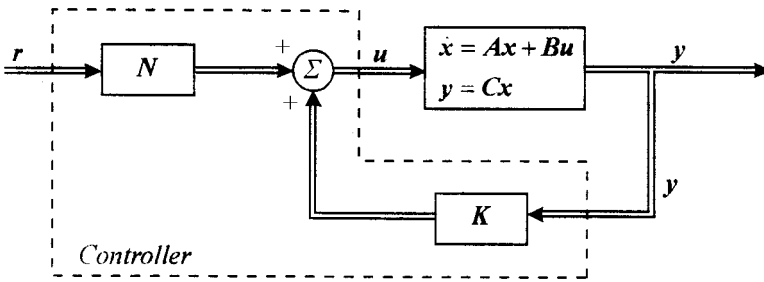 r
N
+
Σ
+
u
ẋ = Ax + Bu
y = Cx
y
y
K
Controller